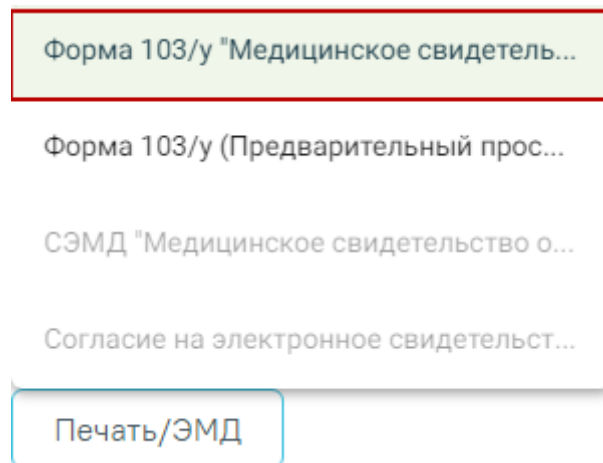 Форма 103/у "Медицинское свидетель...
Форма 103/у (Предварительный прос...
СЭМД "Медицинское свидетельство о...
Согласие на электронное свидетельст...
Печать/ЭМД